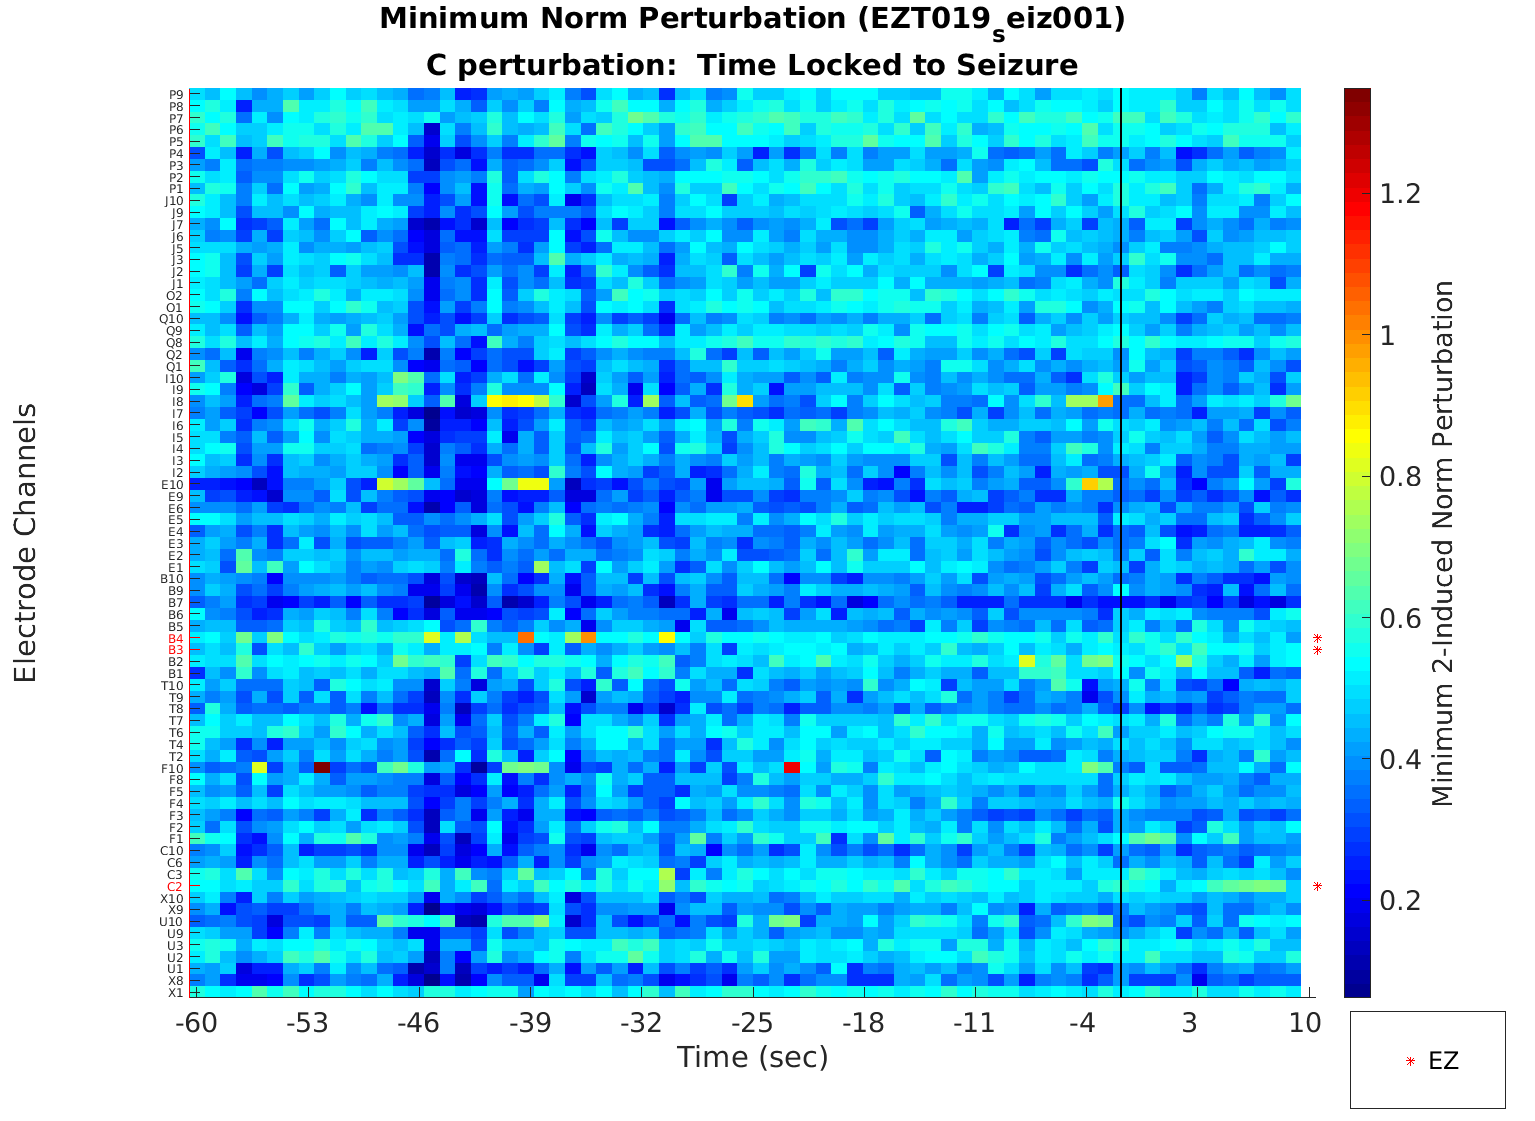 Minimum Norm Perturbation (EZT019seiz001)
C perturbation:  Time Locked to Seizure
Electrode Channels
P9
P8
P7
P6
P5
P4
P3
P2
P1
J10
J9
J7
J6
J5
J3
J2
J1
O2
O1
Q10
Q9
Q8
Q2
Q1
I10
I9
I8
I7
I6
I5
I4
I3
I2
E10
E9
E6
E5
E4
E3
E2
E1
B10
B9
B7
B6
B5
B4
B3
B2
B1
T10
T9
T8
T7
T6
T4
T2
F10
F8
F5
F4
F3
F2
F1
C10
C6
C3
C2
X10
X9
U10
U9
U3
U2
U1
X8
X1
-60 -53 -46 -39 -32 -25 -18 -11 -4 3 10
Time (sec)
1.2
1
0.8
0.6
0.4
0.2
Minimum 2-Induced Norm Perturbation
* EZ